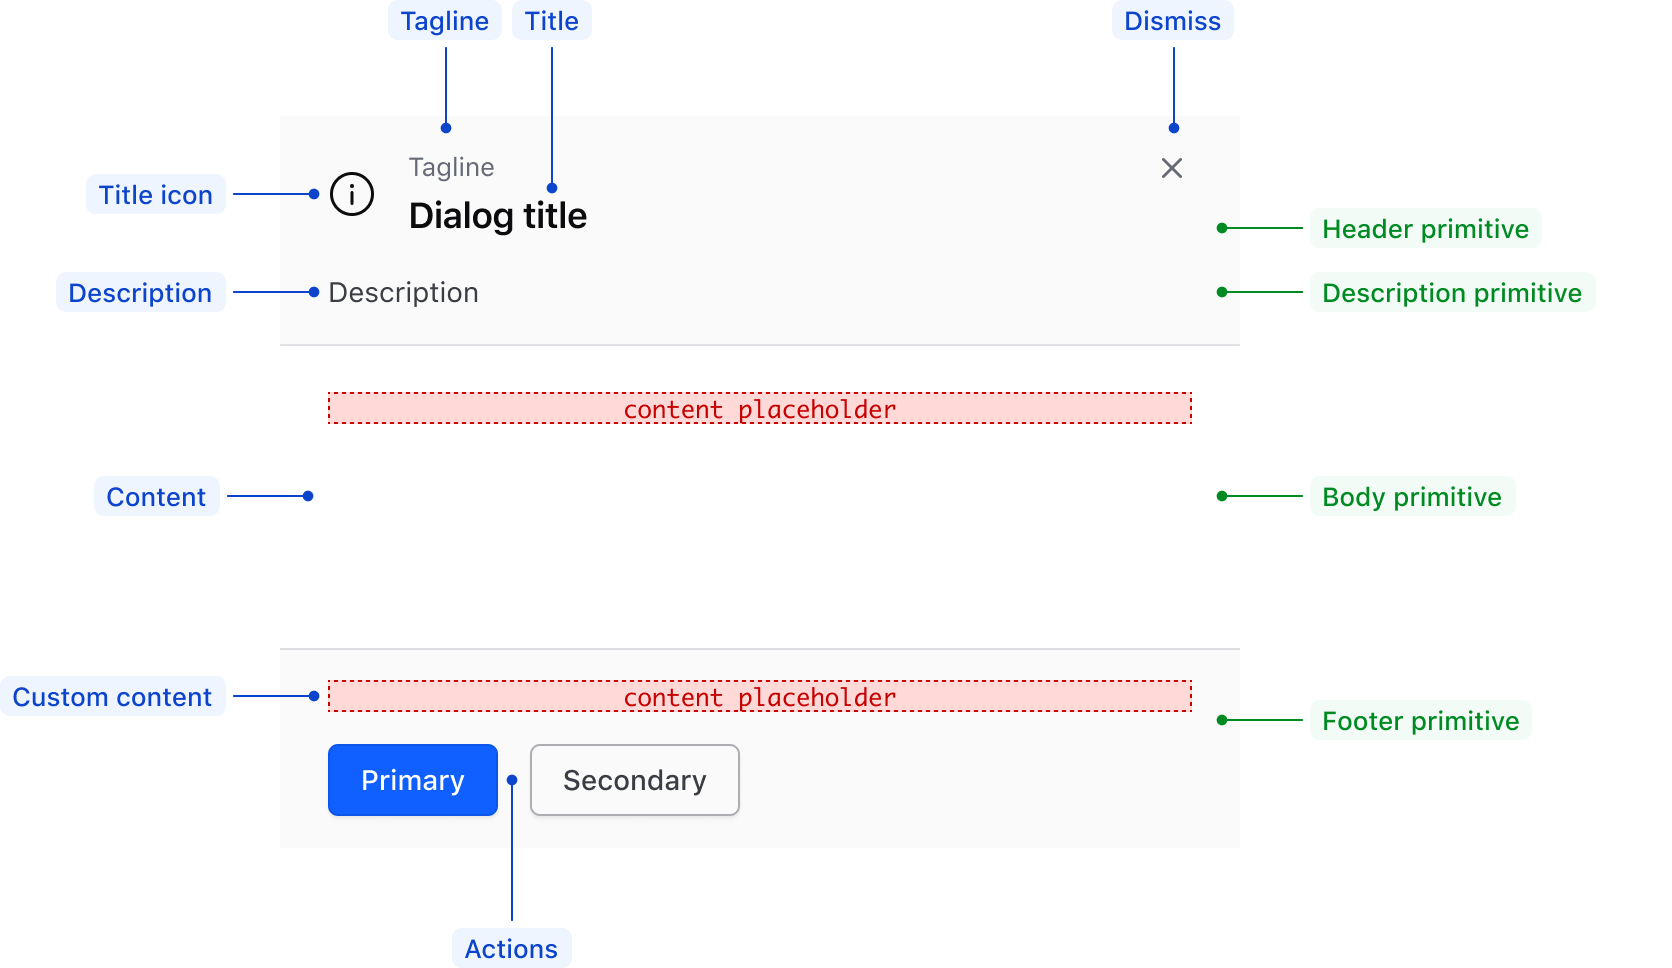 Tagline
Title
Dismiss
Tagline
Title icon
Dialog title
Header primitive
Description
Description
Description primitive
content placeholder
Content
Body primitive
Custom content
content placeholder
Footer primitive
Primary
Secondary
Actions